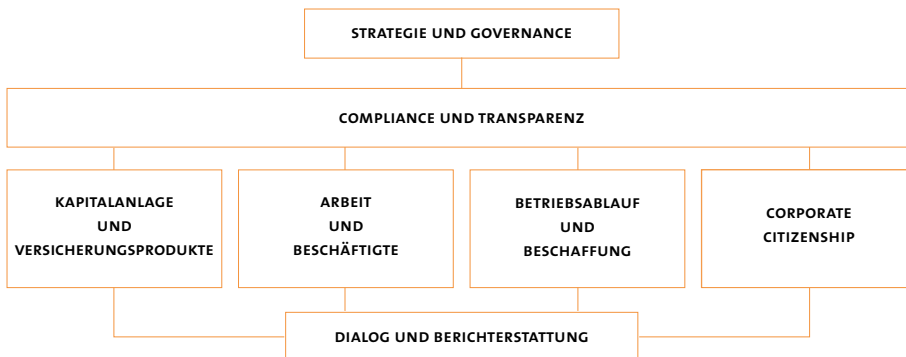 STRATEGIE UND GOVERNANCE
COMPLIANCE UND TRANSPARENZ
KAPITALANLAGE
UND
VERSICHERUNGSPRODUKTE
ARBEIT
UND
BESCHÄFTIGTE
BETRIEBSABLAUF
UND
BESCHAFFUNG
CORPORATE
CITIZENSHIP
DIALOG UND BERICHTERSTATTUNG